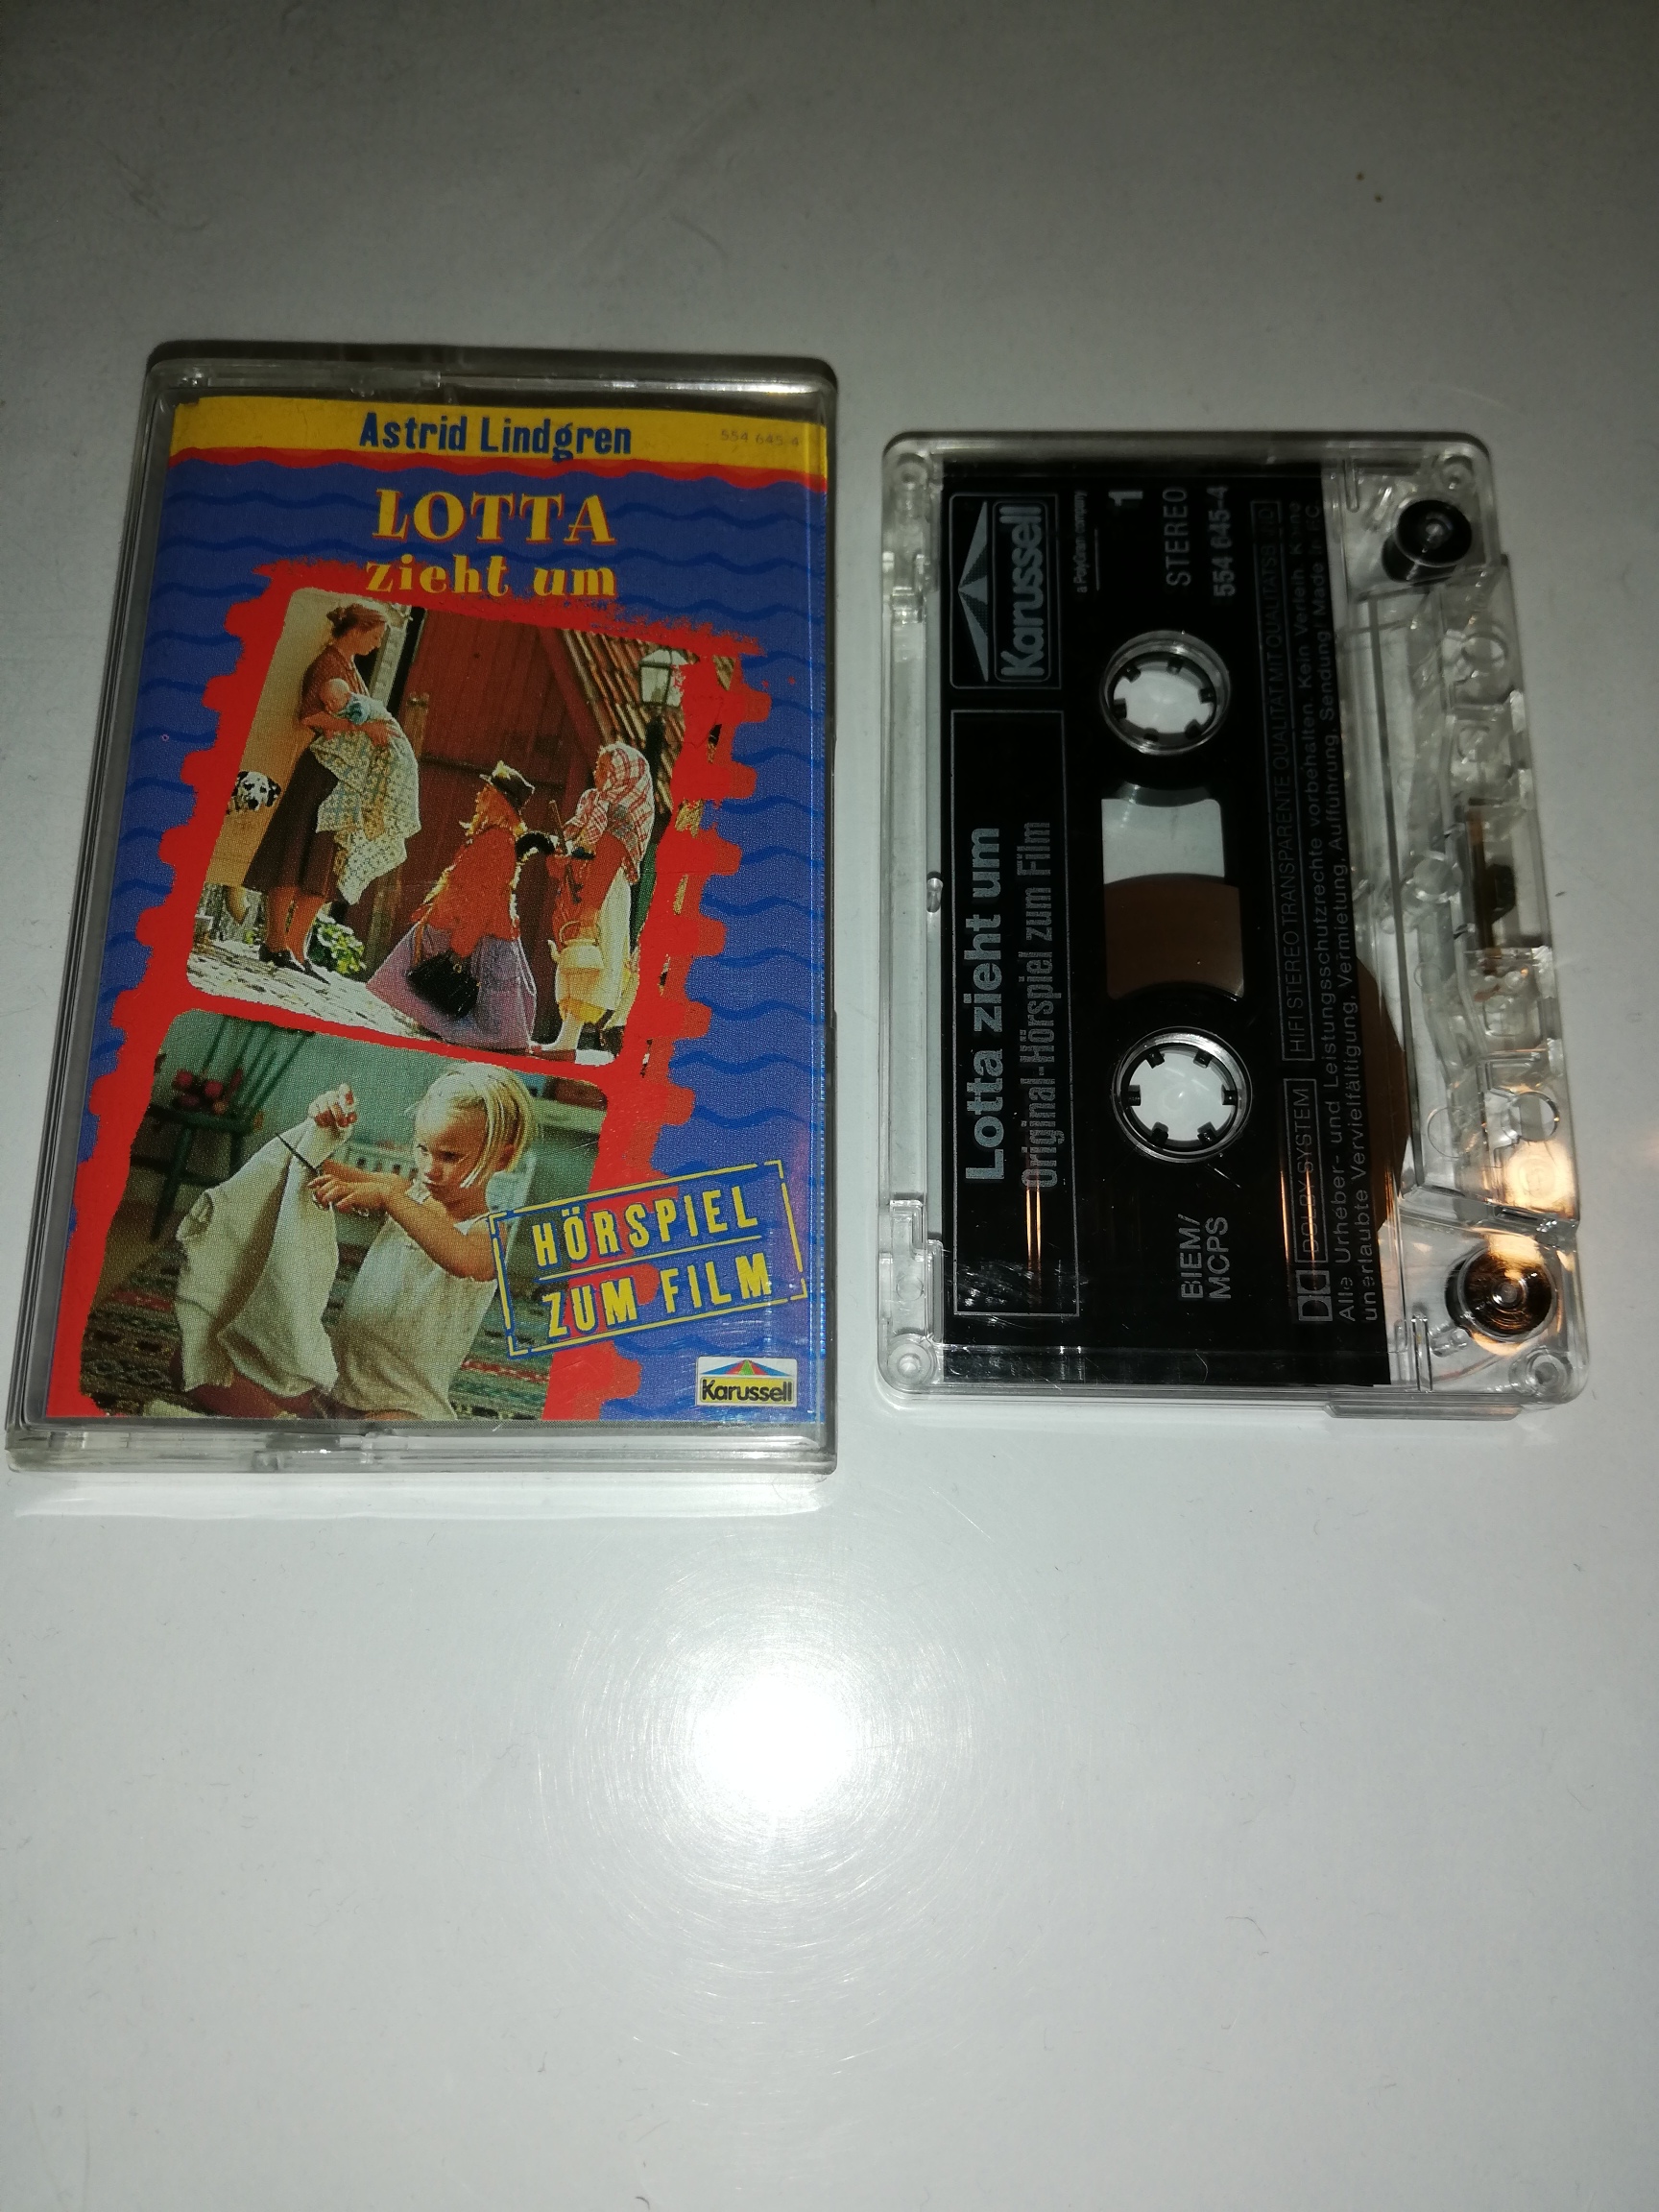 Astrid Lindgren
554 645-4
LOTTA
zieht um
HÖRSPIEL
ZUM FILM
Karussell
Karussell
a PolyGram company
Lotta zieht um
Original-Hörspiel zum Film
1
STEREO
554 645-4
BIEM/
MCPS
DOLBY SYSTEM
HIFI STEREO TRANSPARENTE QUALITÄT MIT QUALITÄTSB.
Alle Urheber- und Leistungsschutzrechte vorbehalten. Kein Verleih. Keine
unerlaubte Vervielfältigung, Vermietung, Aufführung, Sendung! Made in EC